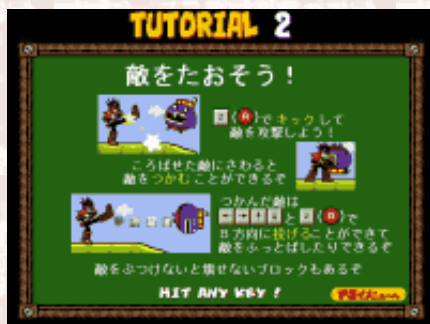 TUTORIAL 2
敵をたおそう！
Z(A)でキックして
敵を攻撃しよう！
ころばせた敵にさわると
敵をつかむことができるぞ
つかんだ敵は
←→↑↓とZ(A)で
8方向に投げることができて
敵をふっとばしたりできるぞ
敵をぶつけないと壊せないブロックもあるぞ
HIT ANY KEY !